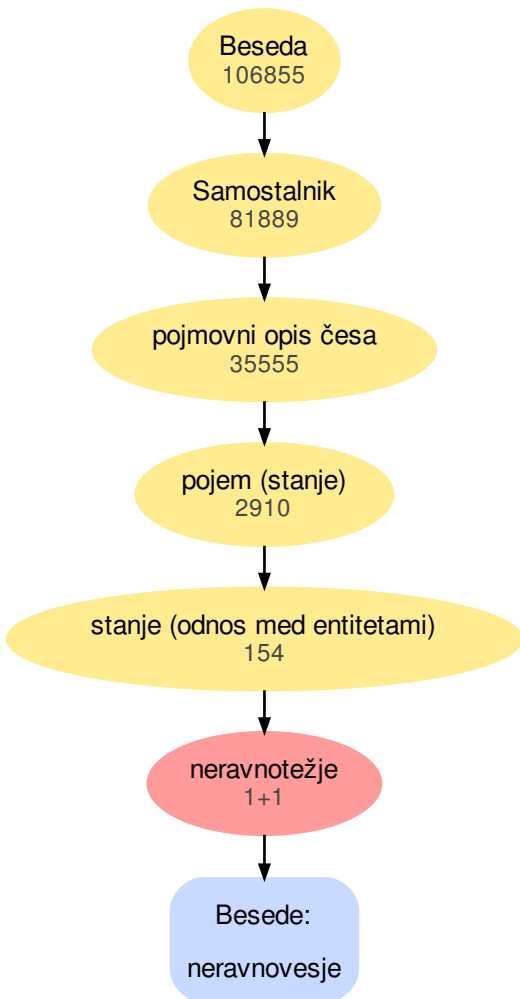 Beseda
106855
Samostalnik
81889
pojmovni opis česa
35555
pojem (stanje)
2910
stanje (odnos med entitetami)
154
neravnotežje
1+1
Besede:
neravnovesje